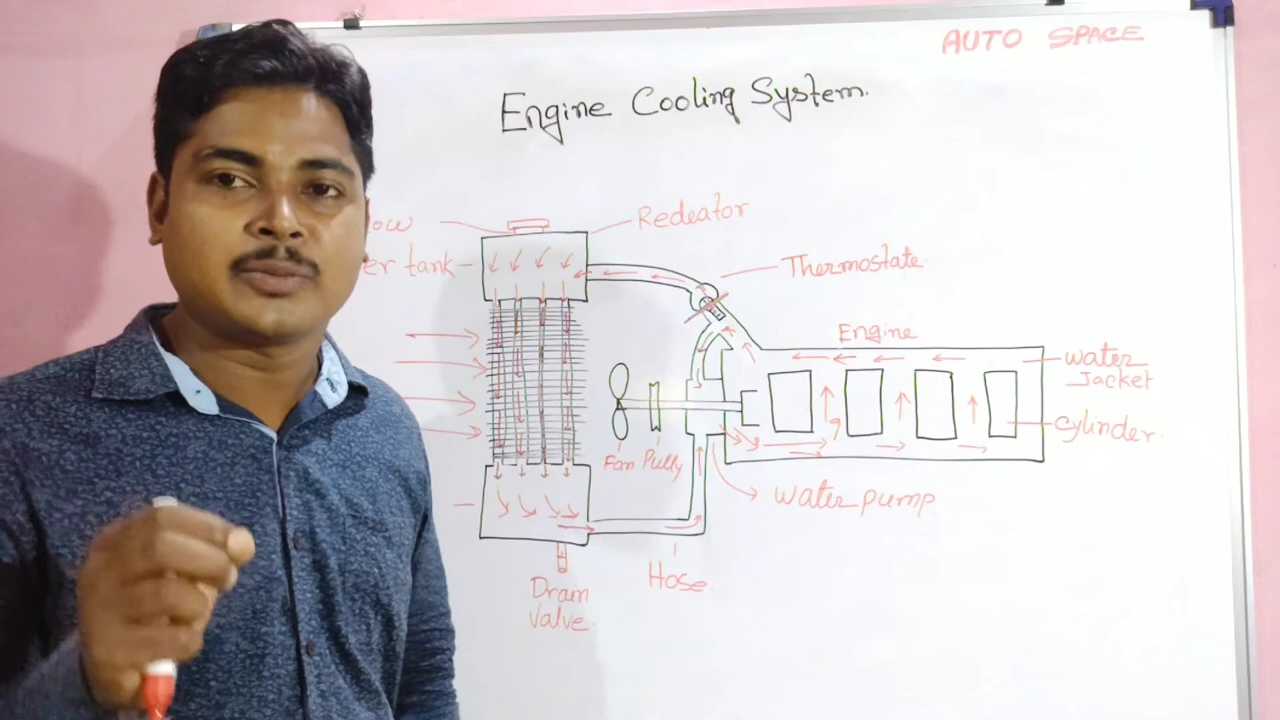 AUTO SPACE
Engine Cooling System.
Redeator
er tank
Thermostate
Engine
water
Jacket
cylinder.
Fan Pully
water pump
Hose.
Drain
valve.